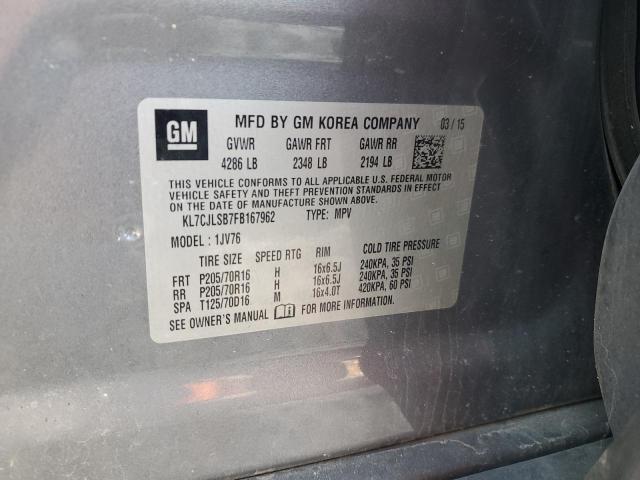 GM MFD BY GM KOREA COMPANY 03 / 15
GVWR GAWR FRT GAWR RR
4286 LB 2348 LB 2194 LB
THIS VEHICLE CONFORMS TO ALL APPLICABLE U.S. FEDERAL MOTOR
VEHICLE SAFETY AND THEFT PREVENTION STANDARDS IN EFFECT
ON THE DATE OF MANUFACTURE SHOWN ABOVE.
KL7CJLSB7FB167962 TYPE: MPV
MODEL : 1JV76
TIRE SIZE SPEED RTG RIM COLD TIRE PRESSURE
FRT P205/70R16 H 16x6.5J 240KPA, 35 PSI
RR P205/70R16 H 16x6.5J 240KPA, 35 PSI
SPA T125/70D16 M 16x4.0T 420KPA, 60 PSI
SEE OWNER'S MANUAL FOR MORE INFORMATION.